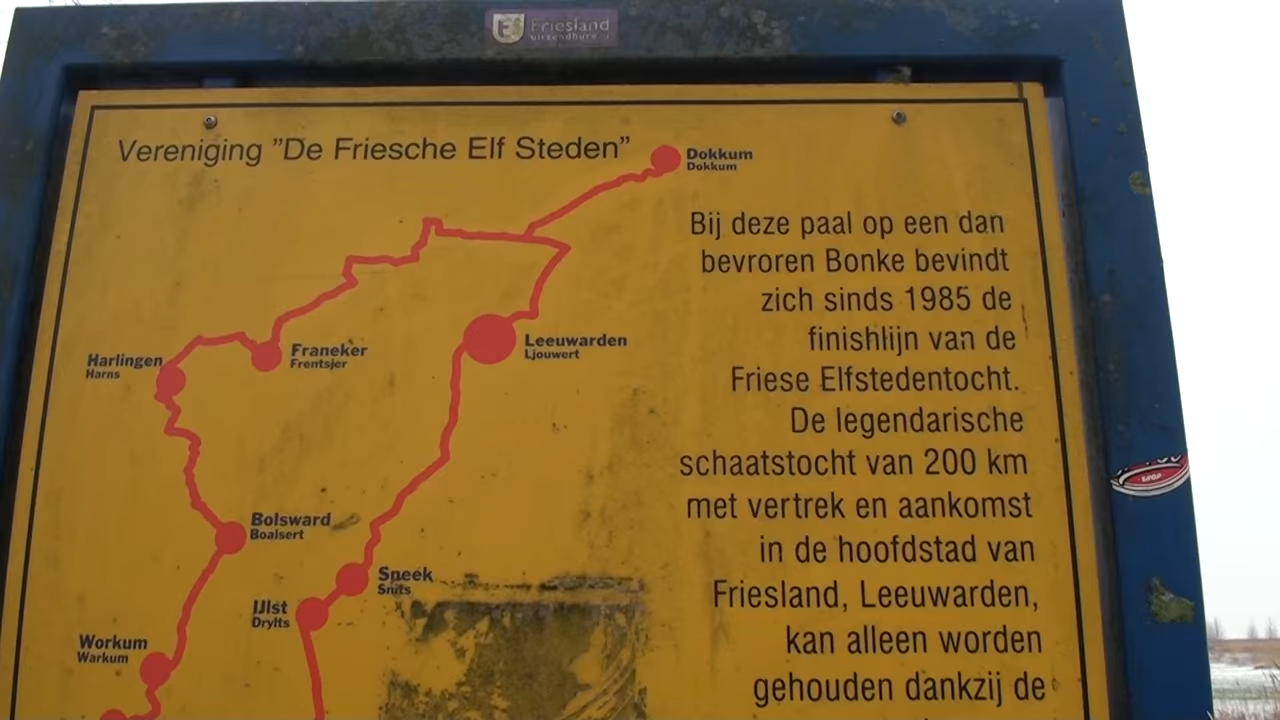 Friesland
Vereniging ”De Friesche Elf Steden”
Dokkum
Dokkum
Bij deze paal op een dan
bevroren Bonke bevindt
zich sinds 1985 de
finishlijn van de
Friese Elfstedentocht.
De legendarische
schaatstocht van 200 km
met vertrek en aankomst
in de hoofdstad van
Friesland, Leeuwarden,
kan alleen worden
gehouden dankzij de
Leeuwarden
Ljouwert
Franeker
Frentsjer
Harlingen
Harns
Bolsward
Boalsert
Sneek
Snits
IJlst
Drylts
Workum
Warkum